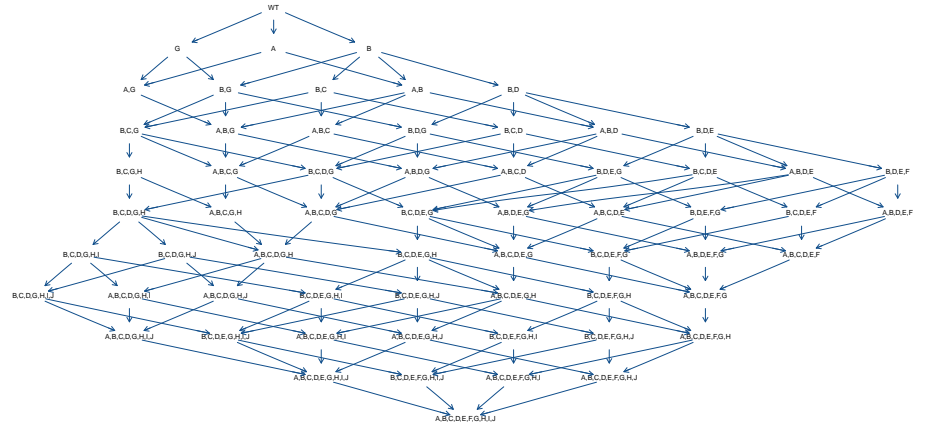 WT
G A B
A,G B,G B,C A,B B,D
B,C,G A,B,G A,B,C B,D,G B,C,D A,B,D B,D,E
B,C,G,H A,B,C,G B,C,D,G A,B,D,G A,B,C,D B,D,E,G B,C,D,E A,B,D,E B,D,E,F
B,C,D,G,H A,B,C,G,H A,B,C,D,G B,C,D,E,G A,B,D,E,G A,B,C,D,E B,D,E,F,G B,C,D,E,F A,B,D,E,F
B,C,D,G,H,I B,C,D,G,H,J A,B,C,D,G,H B,C,D,E,G,H A,B,C,D,E,G B,C,D,E,F,G A,B,D,E,F,G A,B,C,D,E,F
B,C,D,G,H,I,J A,B,C,D,G,H,I A,B,C,D,G,H,J B,C,D,E,G,H,I B,C,D,E,G,H,J A,B,C,D,E,G,H B,C,D,E,F,G,H A,B,C,D,E,F,G
A,B,C,D,G,H,I,J B,C,D,E,G,H,I,J A,B,C,D,E,G,H,I A,B,C,D,E,G,H,J B,C,D,E,F,G,H,I B,C,D,E,F,G,H,J A,B,C,D,E,F,G,H
A,B,C,D,E,G,H,I,J B,C,D,E,F,G,H,I,J A,B,C,D,E,F,G,H,I A,B,C,D,E,F,G,H,J
A,B,C,D,E,F,G,H,I,J